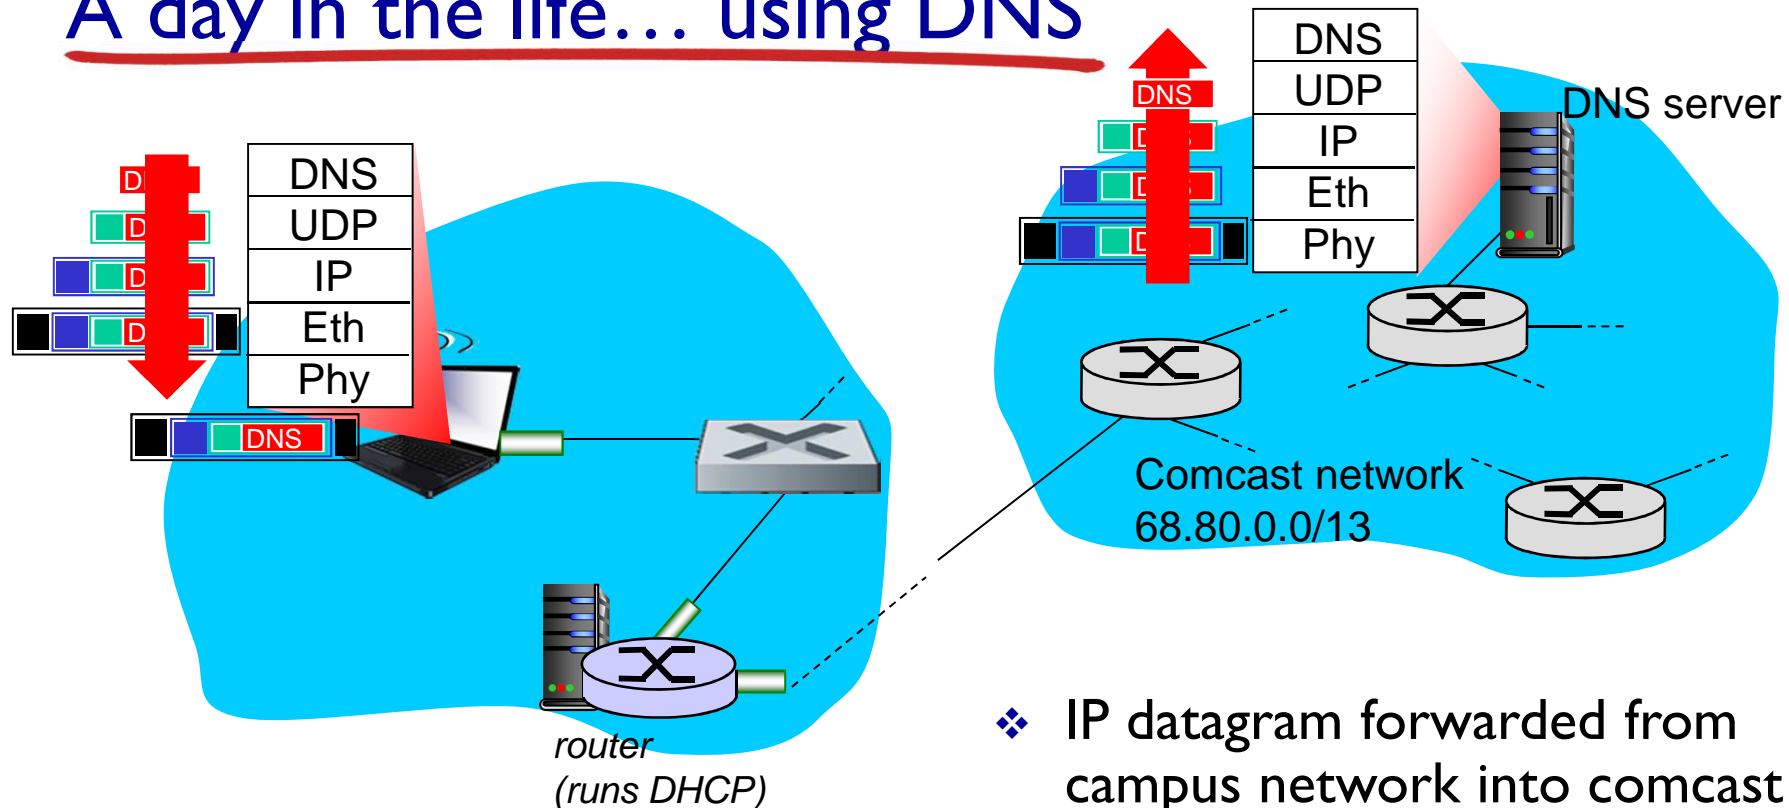 A day in the life… using DNS
DNS
UDP
IP
Eth
Phy
DNS
DNS
UDP
IP
Eth
Phy
DNS
DNS server
Comcast network
68.80.0.0/13
router
(runs DHCP)
❖ IP datagram forwarded from
campus network into comcast